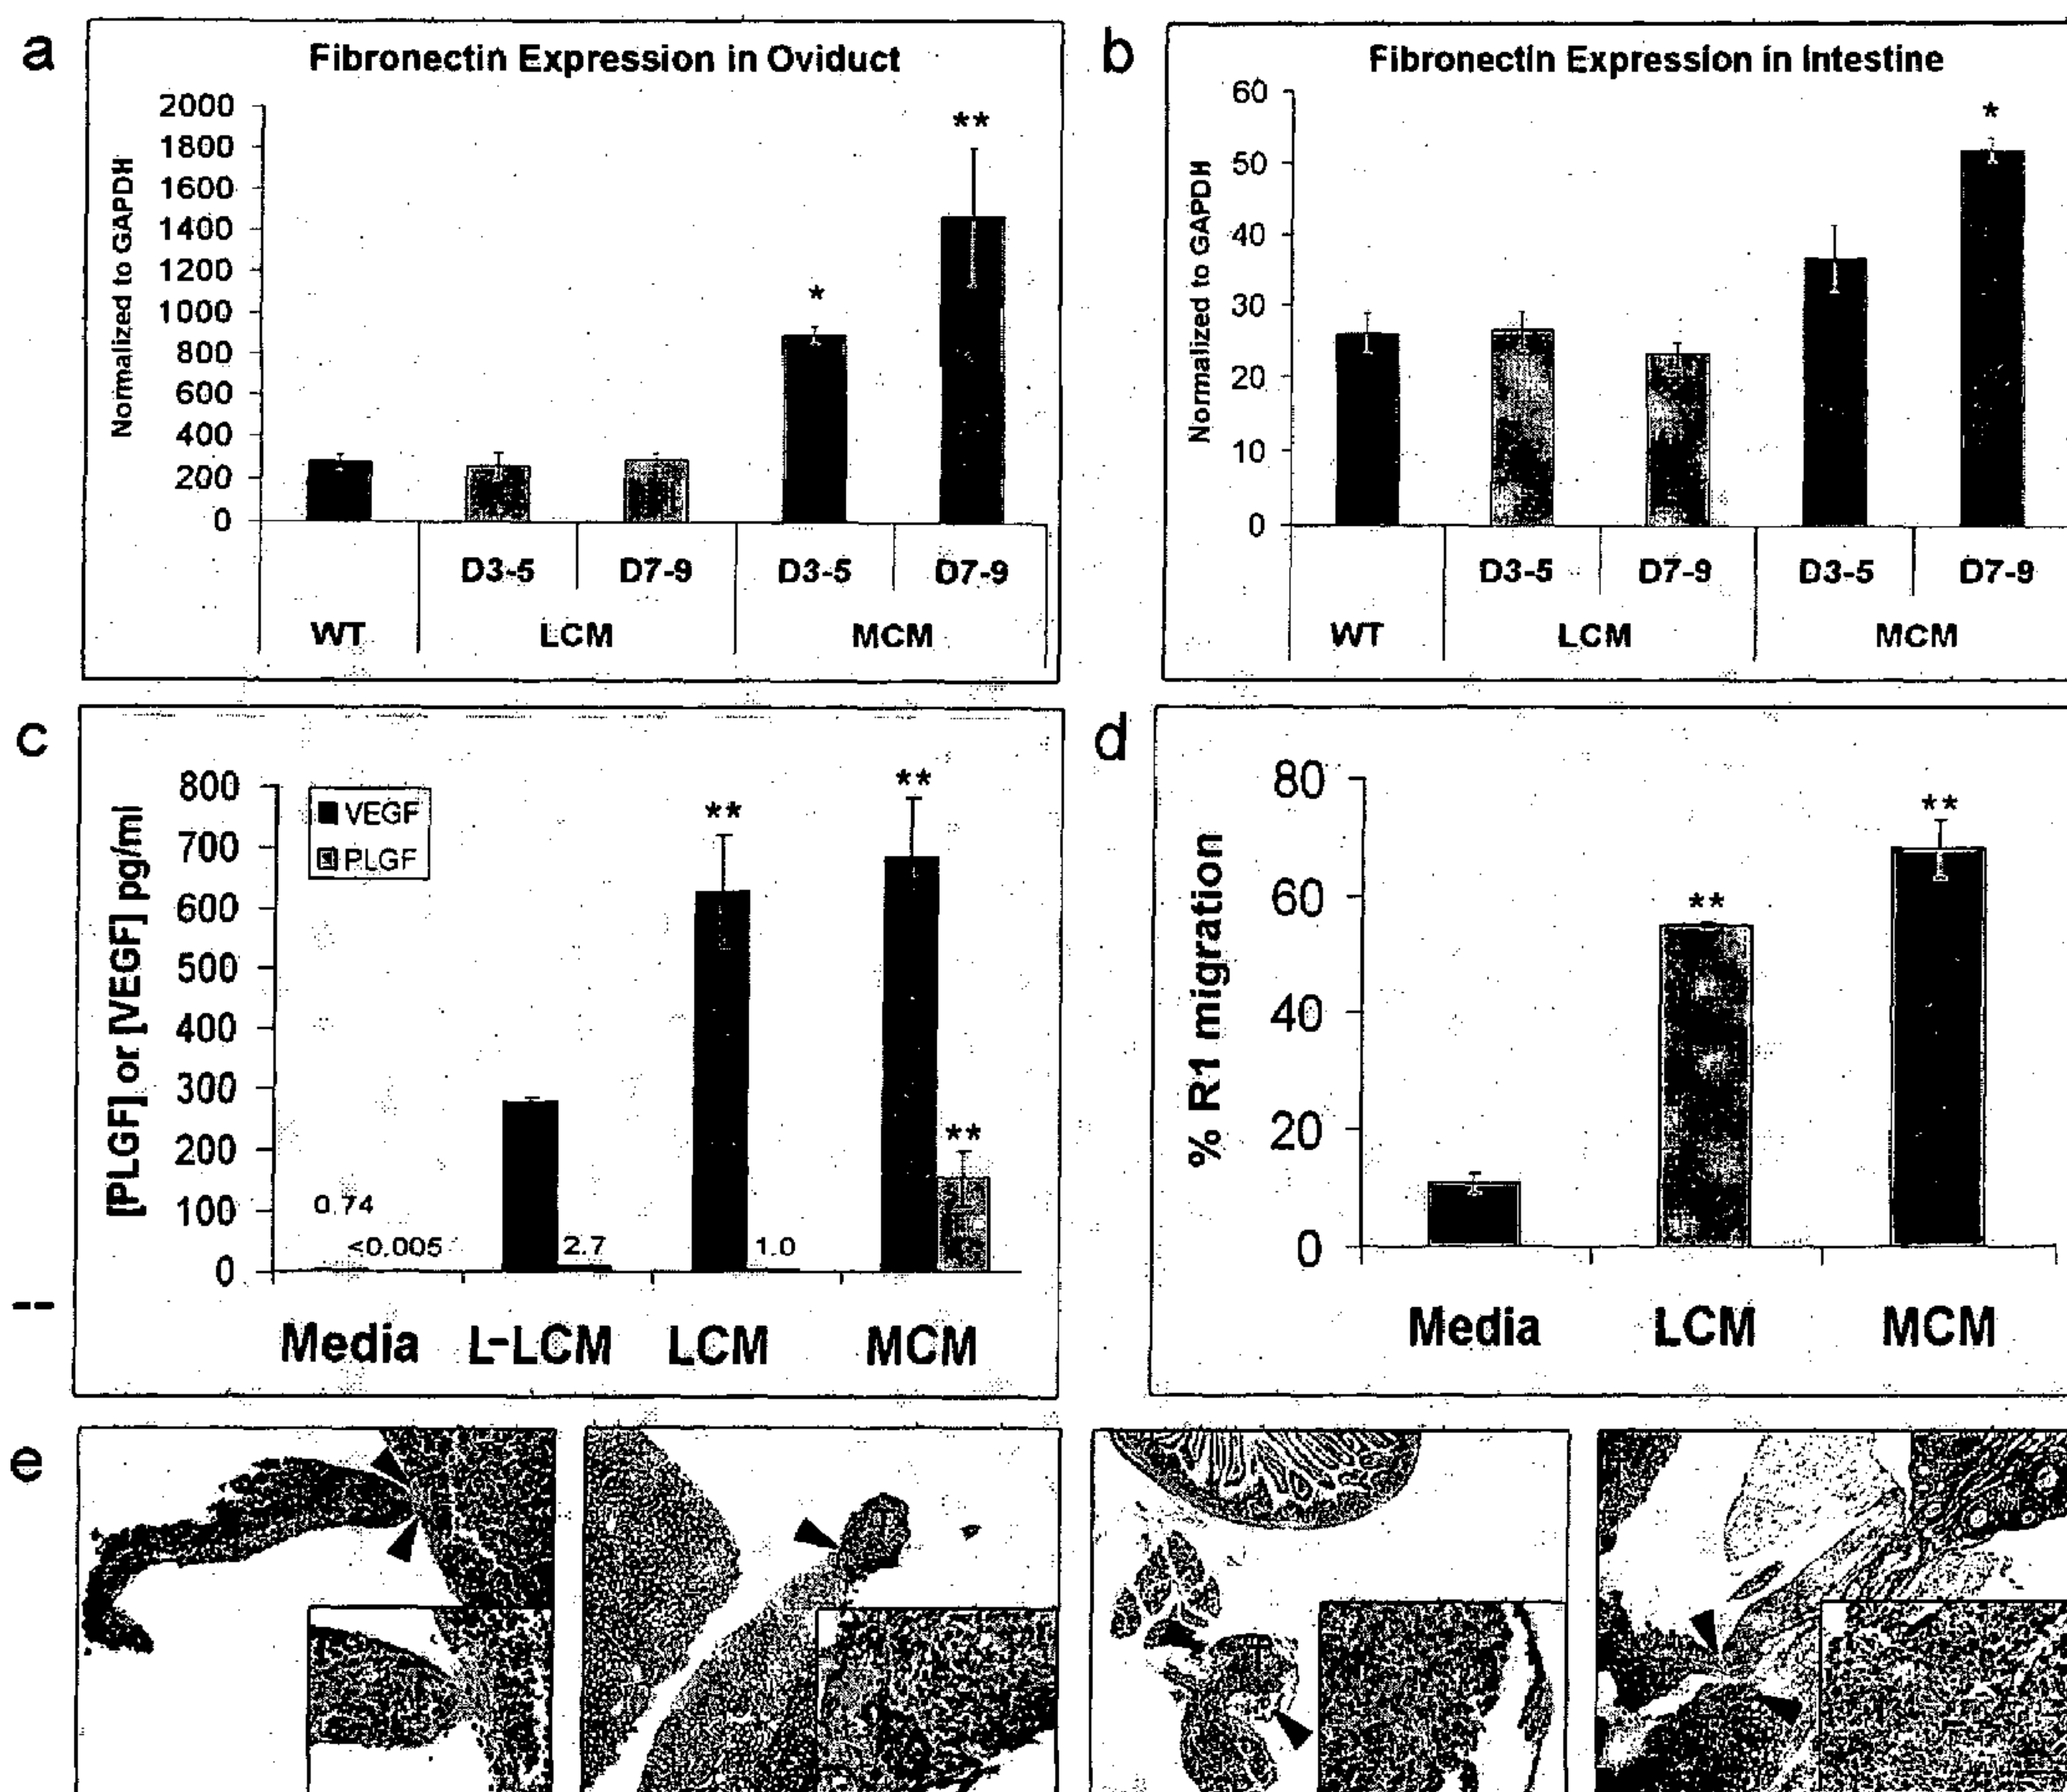 a
Fibronectin Expression in Oviduct
Normalized to GAPDH
2000
1800
1600
1400
1200
1000
800
600
400
200
0
*
**
D3-5 D7-9 D3-5 D7-9
WT LCM MCM
b
Fibronectin Expression in Intestine
Normalized to GAPDH
60
50
40
30
20
10
0
*
D3-5 D7-9 D3-5 D7-9
WT LCM MCM
c
[PLGF] or [VEGF] pg/ml
800
700
600
500
400
300
200
100
0
VEGF
PLGF
0.74
<0.005
2.7
**
1.0
**
**
Media L-LCM LCM MCM
--
d
% R1 migration
80
60
40
20
0
**
**
Media LCM MCM
e
T
T